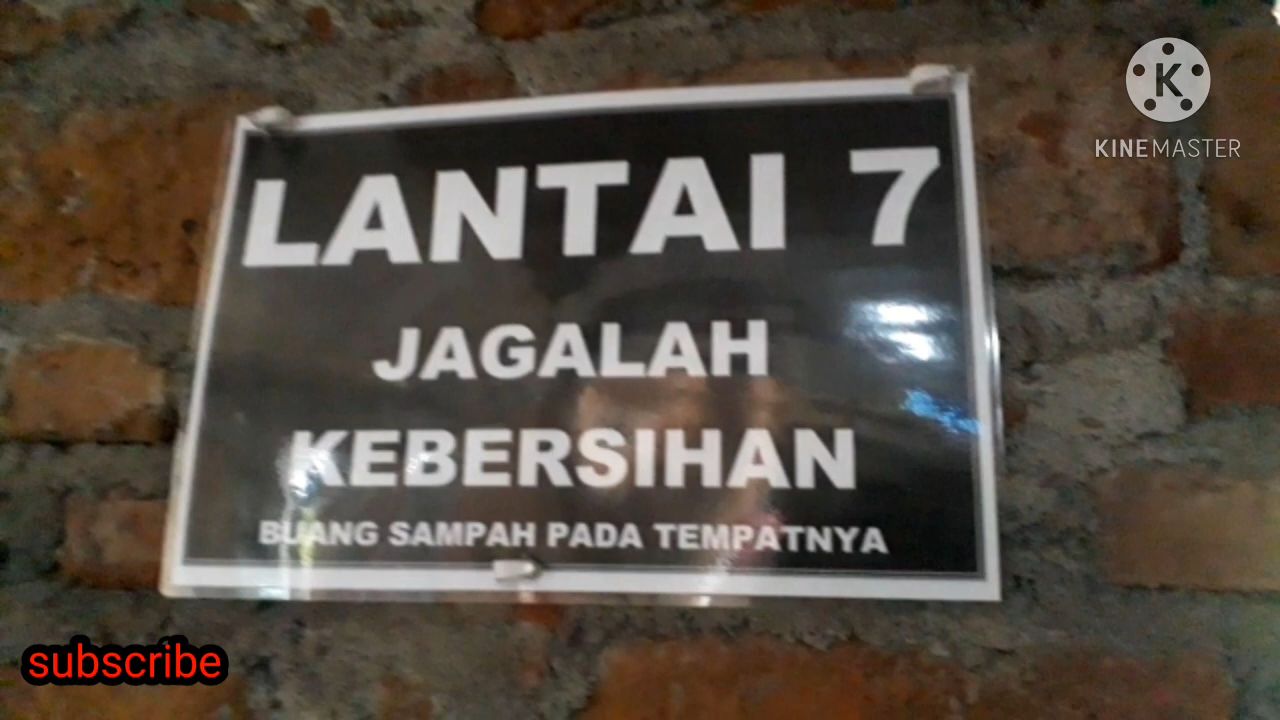 LANTAI 7
JAGALAH
KEBERSIHAN
BUANG SAMPAH PADA TEMPATNYA
K
KINEMASTER
subscribe